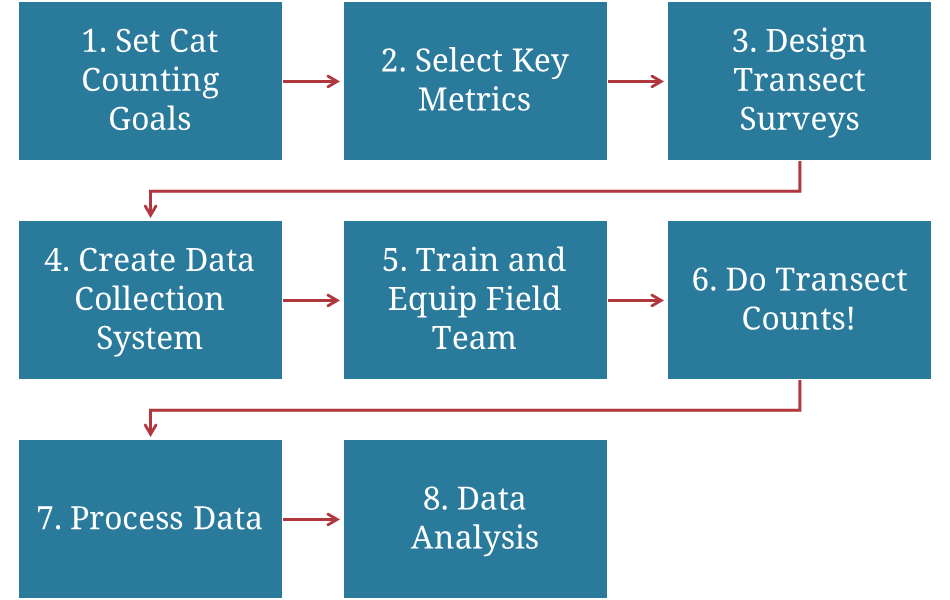 1. Set Cat
Counting
Goals
2. Select Key
Metrics
3. Design
Transect
Surveys
4. Create Data
Collection
System
5. Train and
Equip Field
Team
6. Do Transect
Counts!
7. Process Data
8. Data
Analysis